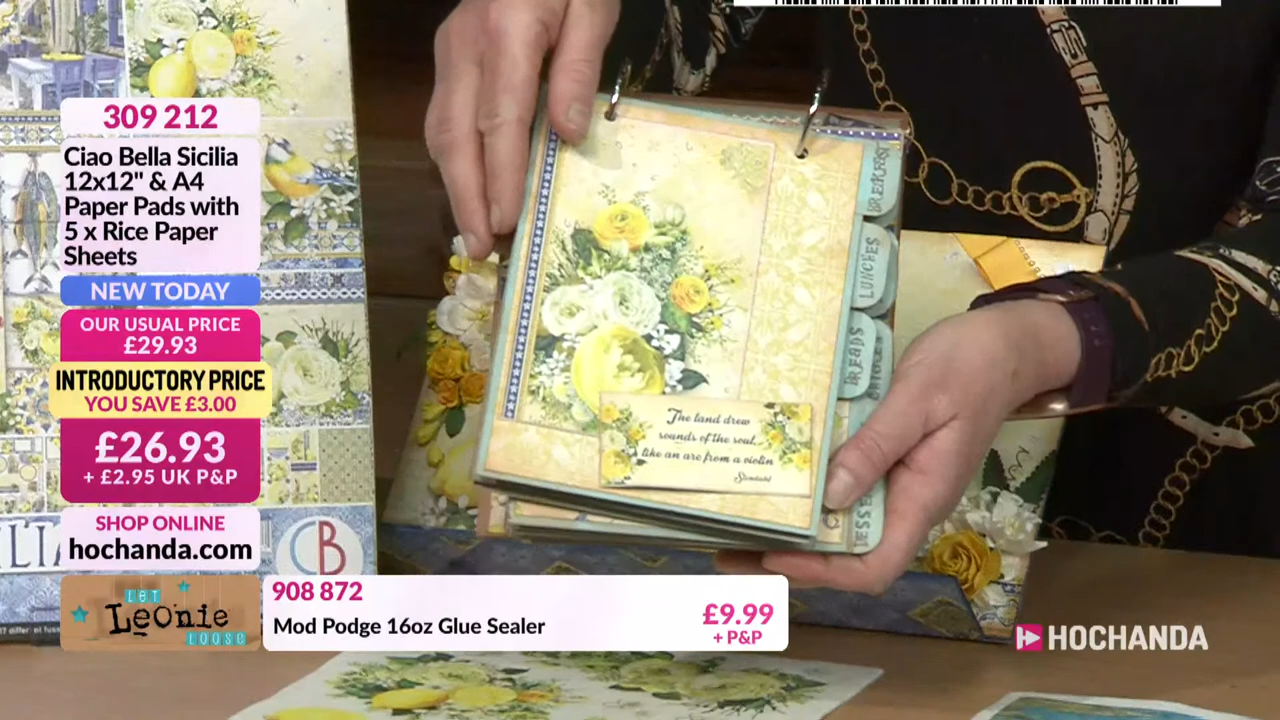 309 212
Ciao Bella Sicilia
12x12" & A4
Paper Pads with
5 x Rice Paper
Sheets
NEW TODAY
OUR USUAL PRICE
£29.93
INTRODUCTORY PRICE
YOU SAVE £3.00
£26.93
+ £2.95 UK P&P
SHOP ONLINE
hochanda.com
LET
Leonie
LOOSE
908 872
Mod Podge 16oz Glue Sealer
£9.99
+ P&P
HOCHANDA
BREKKERS
LUNCHES
BREADS
The land drew
sounds of the soul,
like an arc from a violin
Stendahl
CB